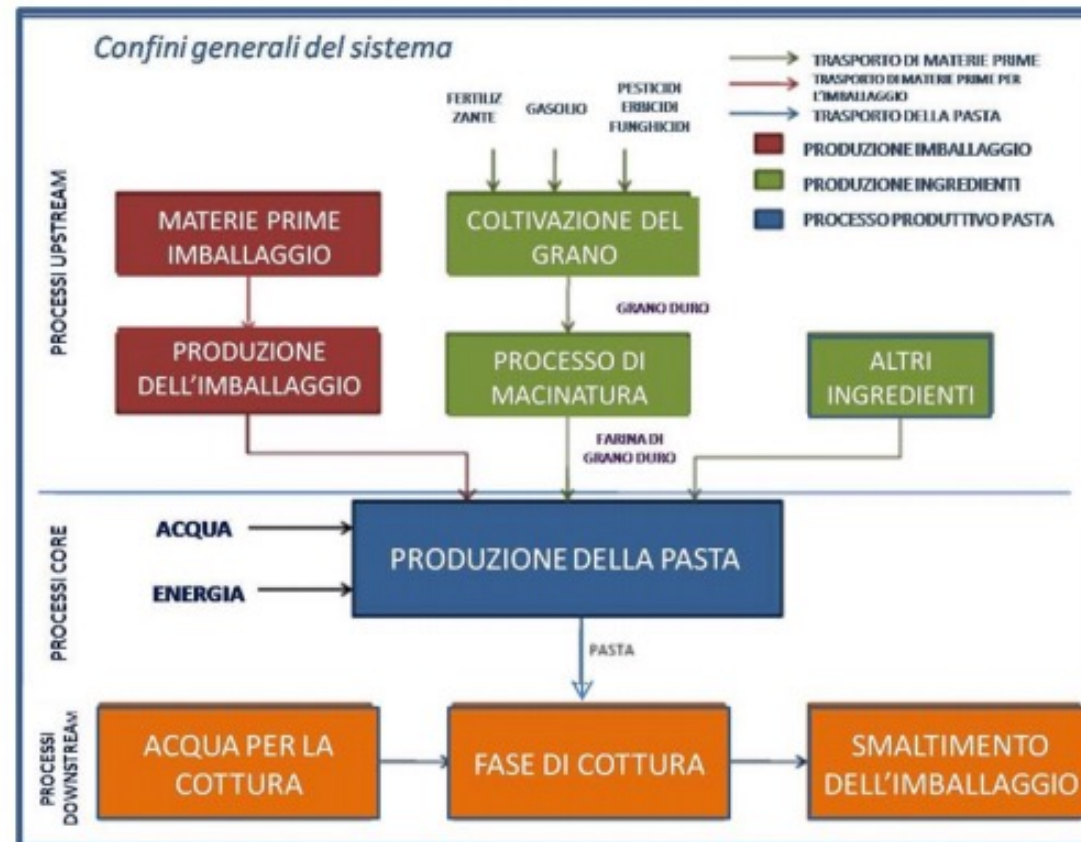 Confini generali del sistema
TRASPORTO DI MATERIE PRIME
TRASPORTO DI MATERIE PRIME PER
L'IMBALLAGGIO
TRASPORTO DELLA PASTA
PRODUZIONE IMBALLAGGIO
PRODUZIONE INGREDIENTI
PROCESSO PRODUTTIVO PASTA
PROCESSI UPSTREAM
FERTILIZ
ZANTE
GASOLIO
PESTICIDI
ERBICIDI
FUNGHICIDI
MATERIE PRIME
IMBALLAGGIO
COLTIVAZIONE DEL
GRANO
GRANO DURO
PRODUZIONE
DELL'IMBALLAGGIO
PROCESSO DI
MACINATURA
ALTRI
INGREDIENTI
FARINA DI
GRANO DURO
PROCESSI CORE
ACQUA
ENERGIA
PRODUZIONE DELLA PASTA
PASTA
PROCESSI
DOWNSTREAM
ACQUA PER LA
COTTURA
FASE DI COTTURA
SMALTIMENTO
DELL'IMBALLAGGIO